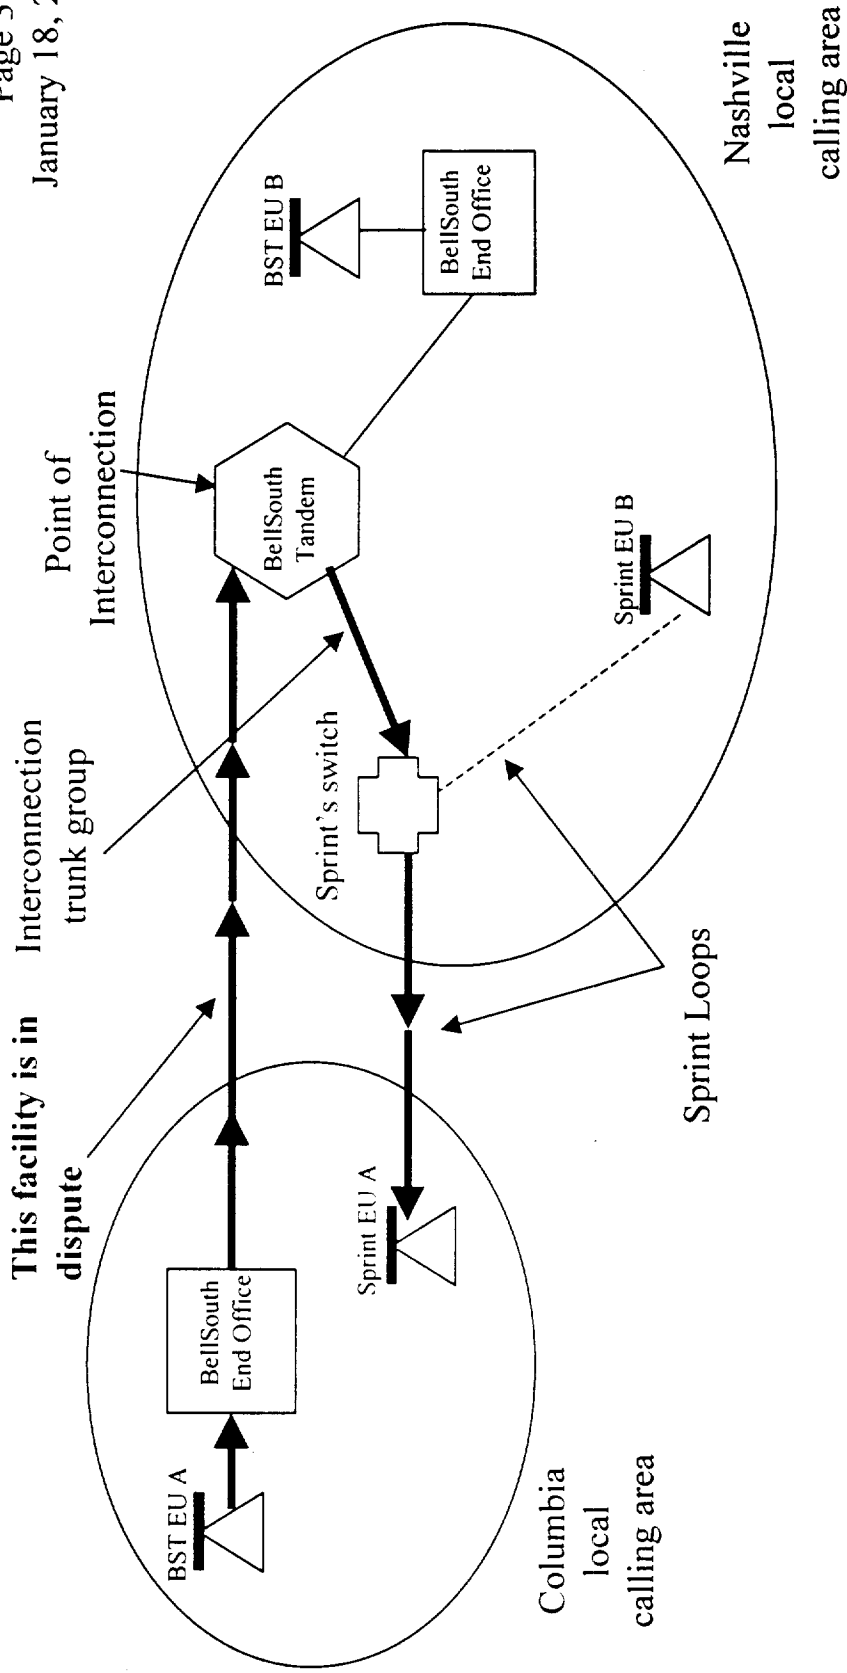 Page 3
January 18,
This facility is in
dispute
Interconnection
trunk group
Point of
Interconnection
BST EU A
BellSouth
End Office
Sprint EU A
Sprint's switch
BellSouth
Tandem
BST EU B
BellSouth
End Office
Sprint EU B
Columbia
local
calling area
Sprint Loops
Nashville
local
calling area